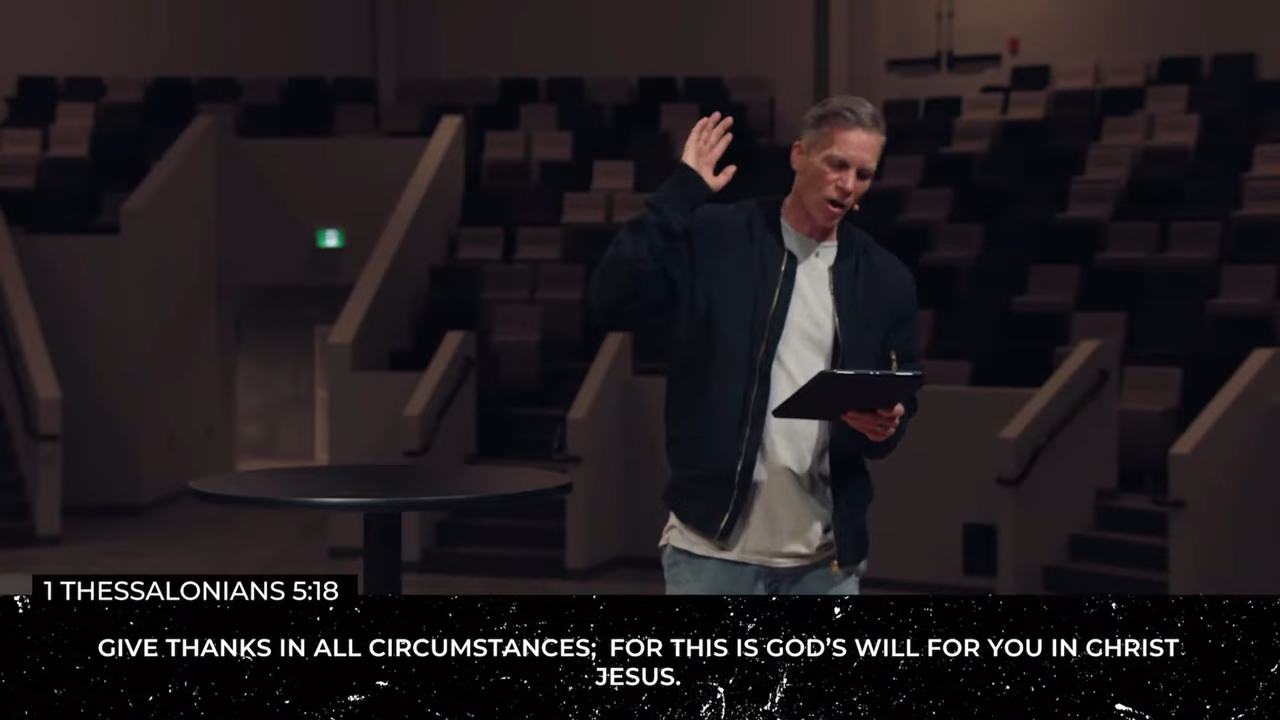 1 THESSALONIANS 5:18
GIVE THANKS IN ALL CIRCUMSTANCES; FOR THIS IS GOD'S WILL FOR YOU IN CHRIST
JESUS.